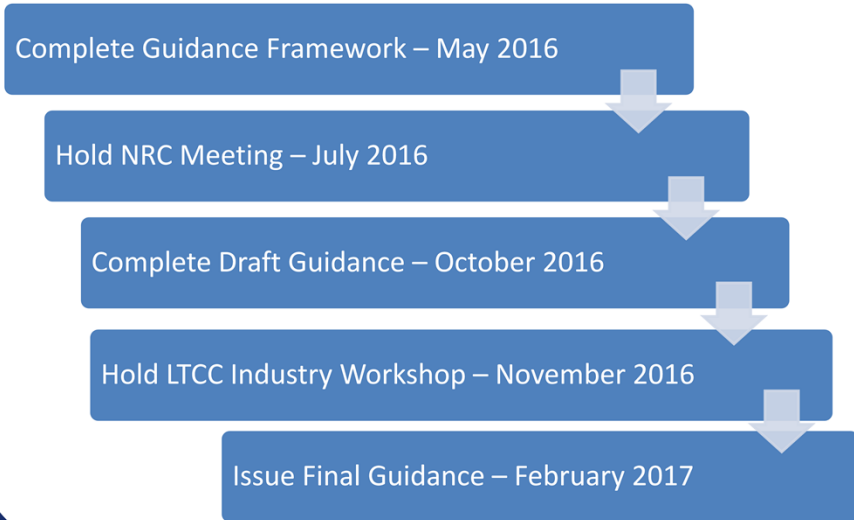 Complete Guidance Framework – May 2016
Hold NRC Meeting – July 2016
Complete Draft Guidance – October 2016
Hold LTCC Industry Workshop – November 2016
Issue Final Guidance – February 2017